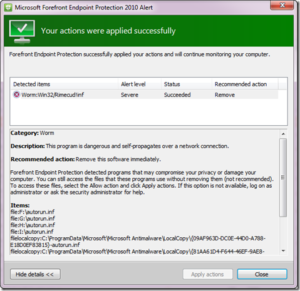 Microsoft Forefront Endpoint Protection 2010 Alert
Your actions were applied successfully
Forefront Endpoint Protection successfully applied your actions and will continue monitoring your computer.
Detected items Alert level Status Recommended action
Worm:Win32/Rimecud!inf Severe Succeeded Remove
Category: Worm
Description: This program is dangerous and self-propagates over a network connection.
Recommended action: Remove this software immediately.
Forefront Endpoint Protection detected programs that may compromise your privacy or damage your
computer. You can still access the files that these programs use without removing them (not recommended).
To access these files, select the Allow action and click Apply actions. If this option is not available, log on as
administrator or ask the security administrator for help.
Items:
file:F:\autorun.inf
file:G:\autorun.inf
file:H:\autorun.inf
file:I:\autorun.inf
filelocalcopy:C:\ProgramData\Microsoft\Microsoft Antimalware\LocalCopy\{09AF963D-DC0E-44D0-A7B8-
E18D0EF83815}-autorun.inf
filelocalcopy:C:\ProgramData\Microsoft\Microsoft Antimalware\LocalCopy\{81AA61D4-F644-46EF-9AE8-
Hide details <<
Apply actions
Close